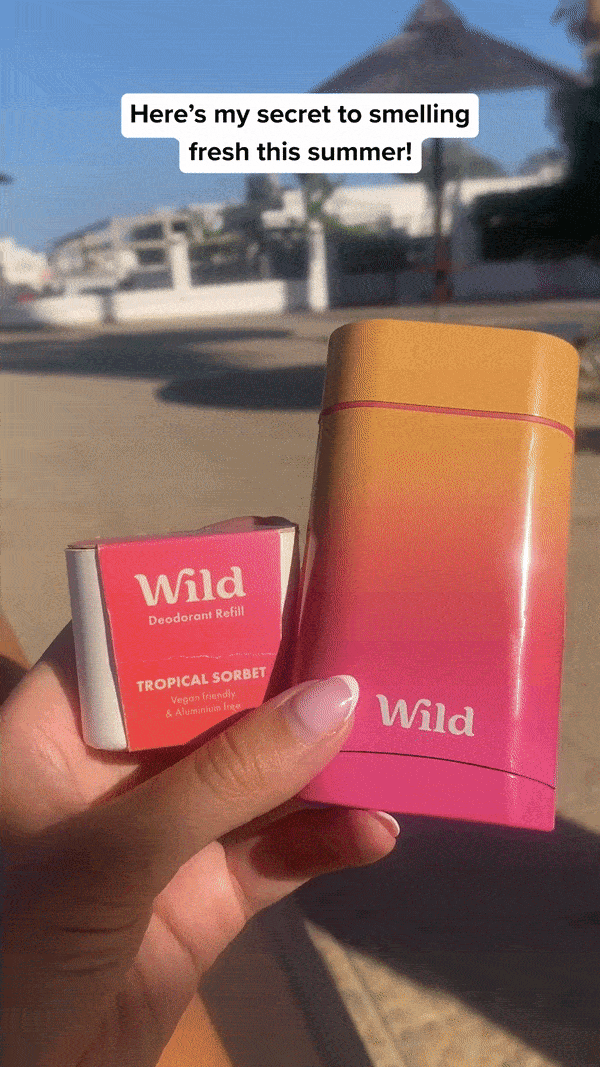 Here’s my secret to smelling
fresh this summer!
Wild
Deodorant Refill
TROPICAL SORBET
Vegan friendly
& Aluminium free
Wild